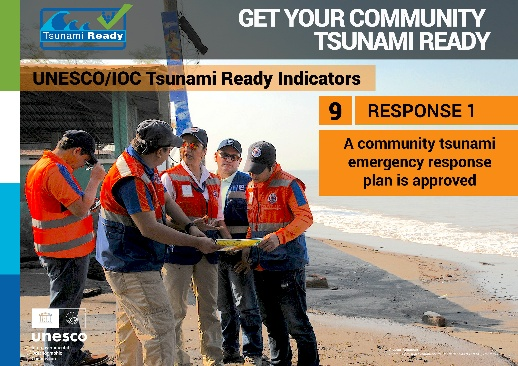 Tsunami Ready
GET YOUR COMMUNITY
TSUNAMI READY
UNESCO/IOC Tsunami Ready Indicators
9 RESPONSE 1
A community tsunami
emergency response
plan is approved
unesco